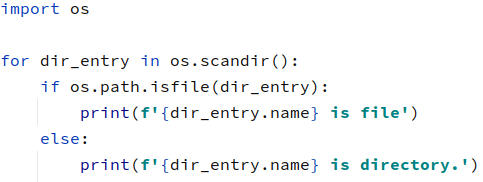 import os

for dir_entry in os.scandir():
    if os.path.isfile(dir_entry):
        print(f'{dir_entry.name} is file')
    else:
        print(f'{dir_entry.name} is directory.')